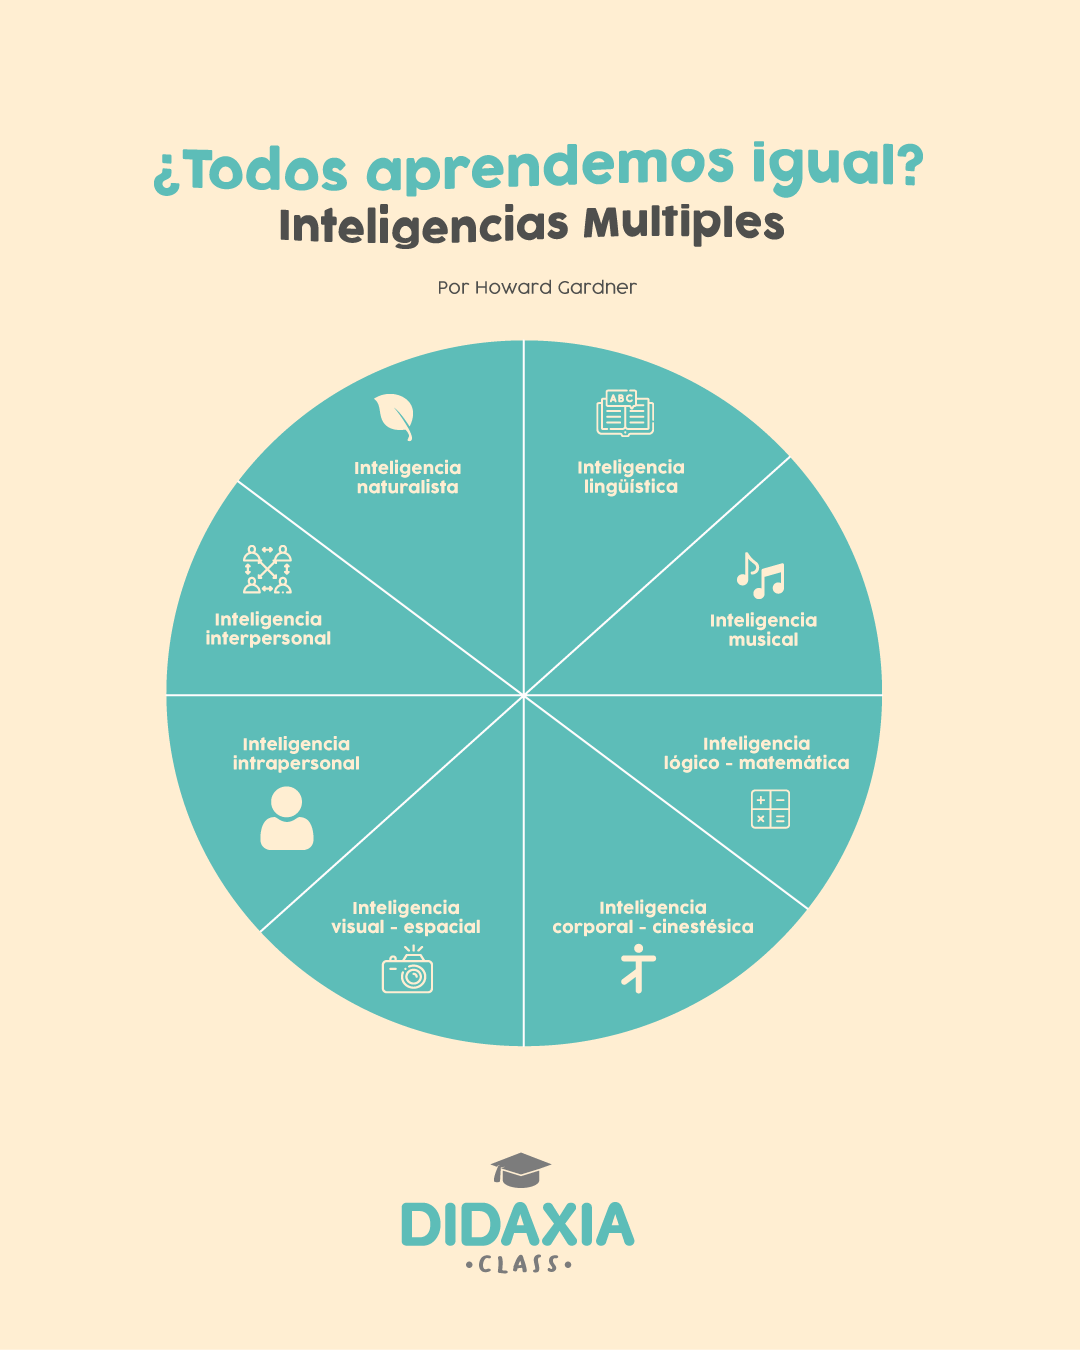 ¿Todos aprendemos igual?
Inteligencias Multiples
Por Howard Gardner
Inteligencia
naturalista
ABC
Inteligencia
lingüística
Inteligencia
interpersonal
Inteligencia
musical
Inteligencia
intrapersonal
Inteligencia
lógico - matemática
Inteligencia
visual - espacial
Inteligencia
corporal - cinestésica
DIDAXIA
•CLASS•